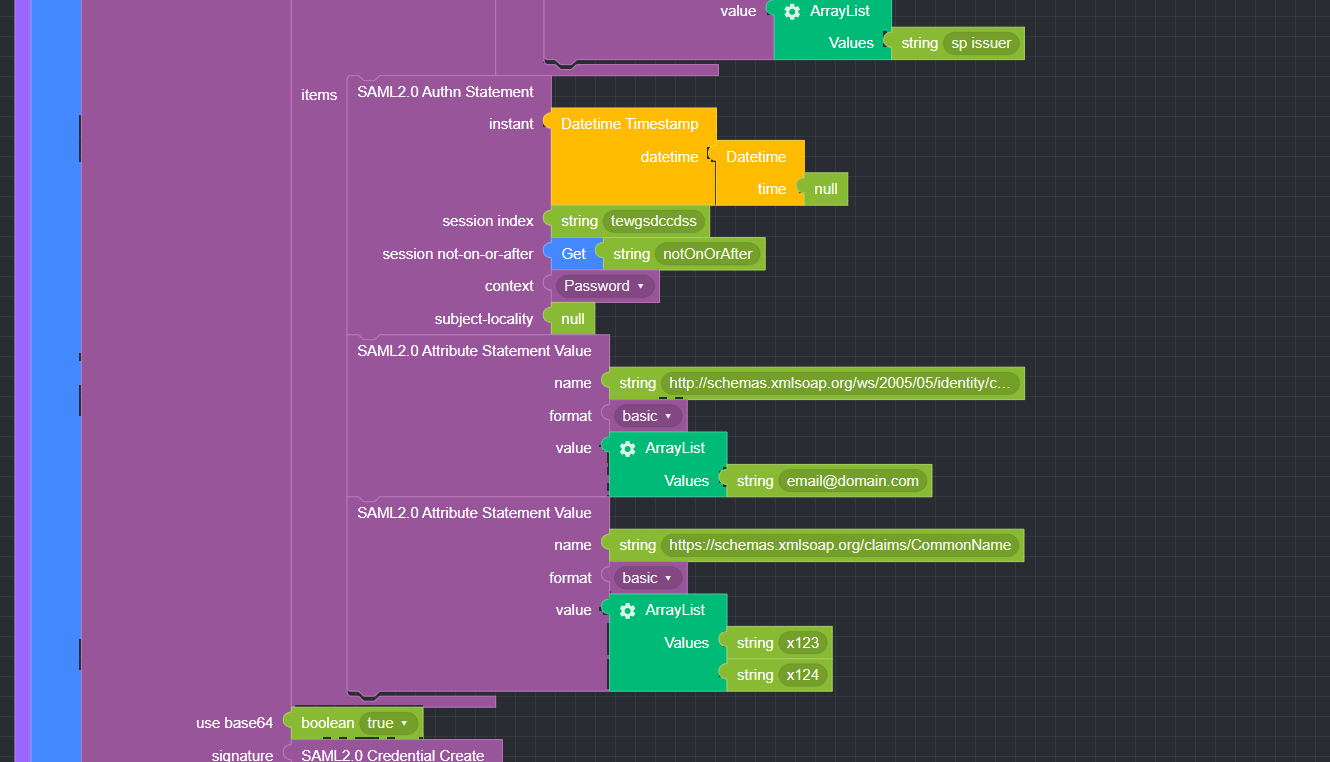 value ArrayList
Values string sp issuer
items SAML2.0 Authn Statement
instant Datetime Timestamp
datetime Datetime
time null
session index string tewgsdccdss
session not-on-or-after Get string notOnOrAfter
context Password
subject-locality null
SAML2.0 Attribute Statement Value
name string http://schemas.xmlsoap.org/ws/2005/05/identity/c...
format basic
value ArrayList
Values string email@domain.com
SAML2.0 Attribute Statement Value
name string https://schemas.xmlsoap.org/claims/CommonName
format basic
value ArrayList
Values string x123
string x124
use base64 boolean true
signature SAML2.0 Credential Create